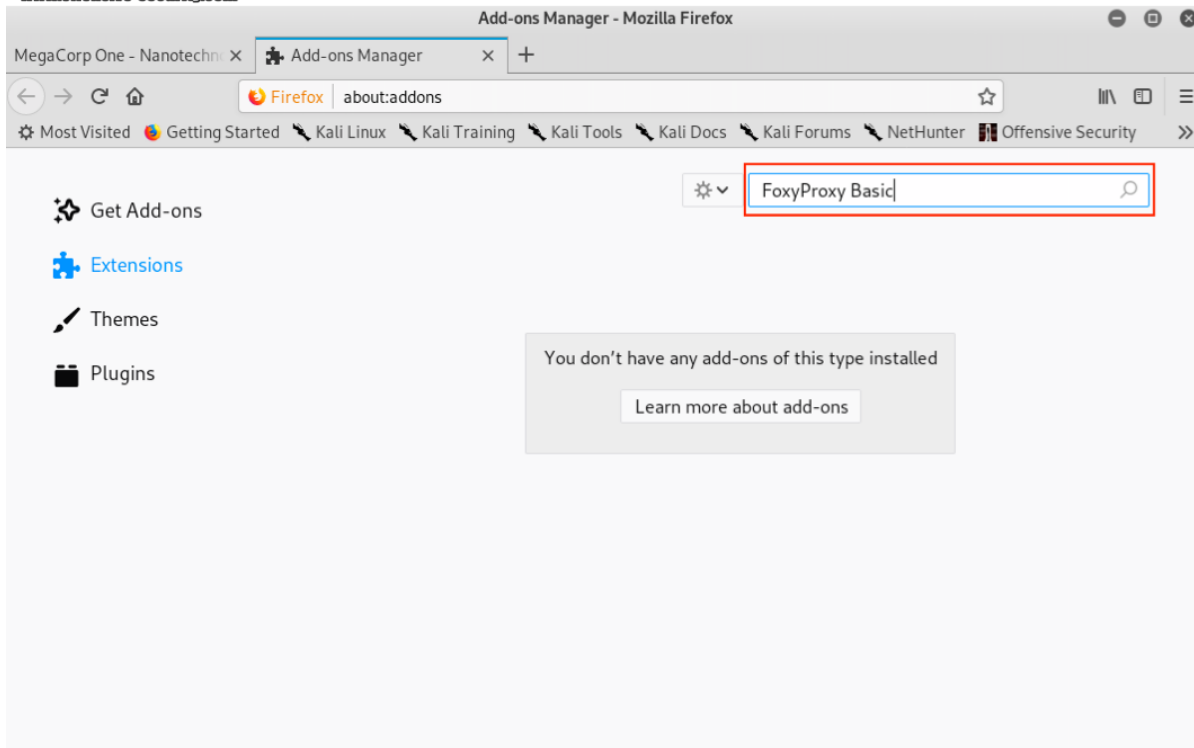 Add-ons Manager - Mozilla Firefox
MegaCorp One - Nanotechno
Add-ons Manager
Firefox about:addons
Most Visited Getting Started Kali Linux Kali Training Kali Tools Kali Docs Kali Forums NetHunter Offensive Security
FoxyProxy Basic
Get Add-ons
Extensions
Themes
You don't have any add-ons of this type installed
Plugins
Learn more about add-ons